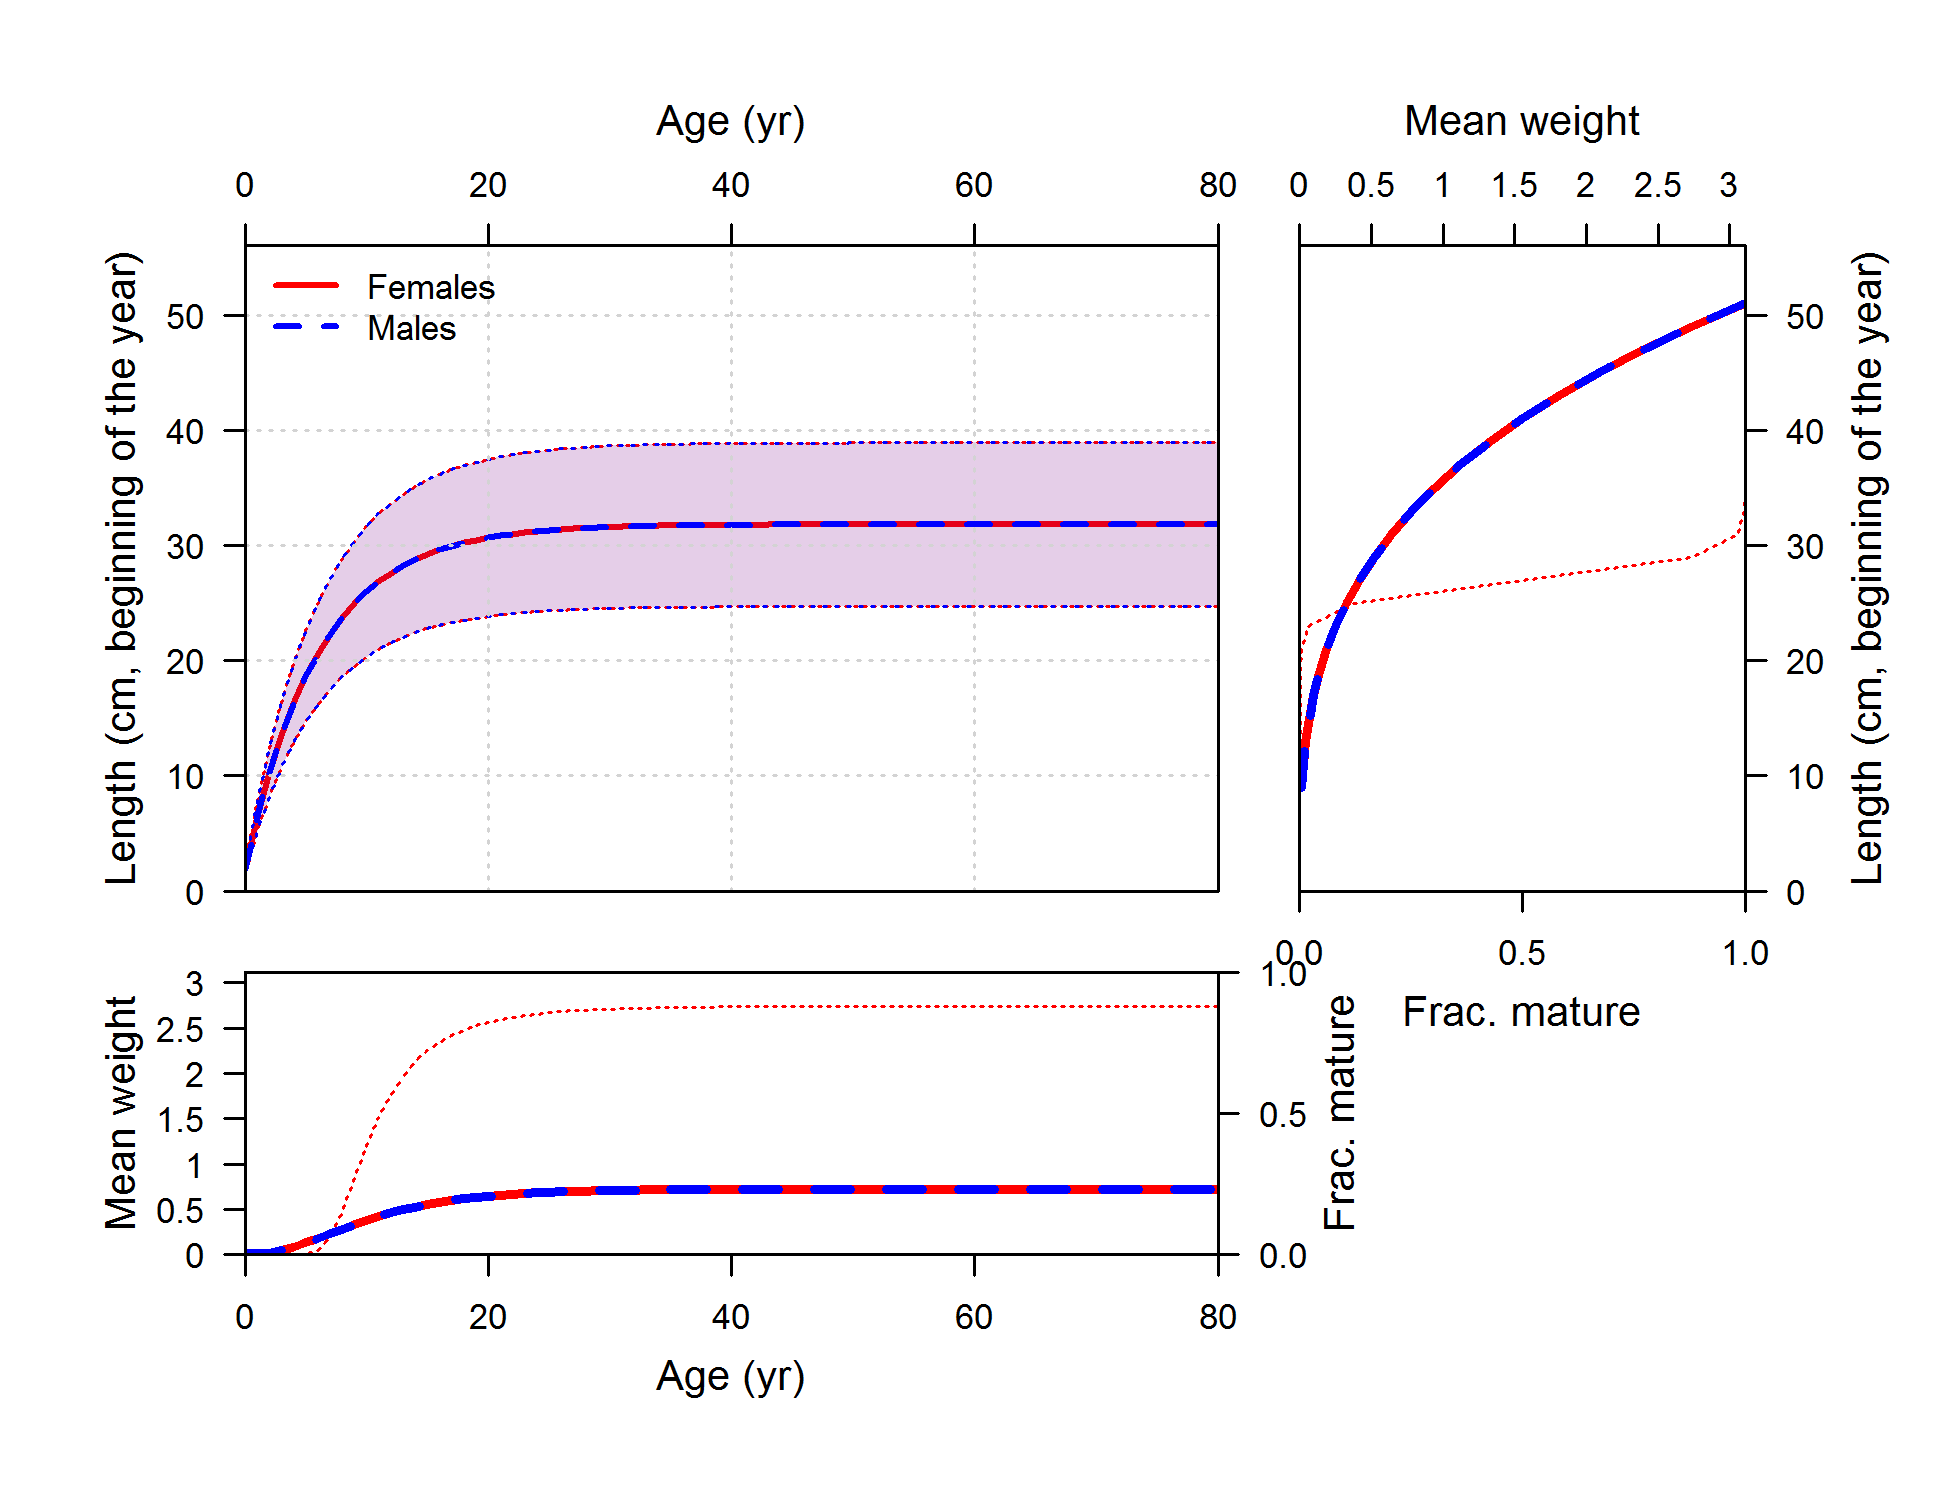 Age (yr)
0 20 40 60 80
Length (cm, beginning of the year)
50
40
30
20
10
0
Females
Males
Mean weight
0 0.5 1 1.5 2 2.5 3
50
40
30
20
10
0
Length (cm, beginning of the year)
0.0 0.5 1.0
Frac. mature
Mean weight
3
2.5
2
1.5
1
0.5
0
1.0
0.5
0.0
Frac. mature
0 20 40 60 80
Age (yr)